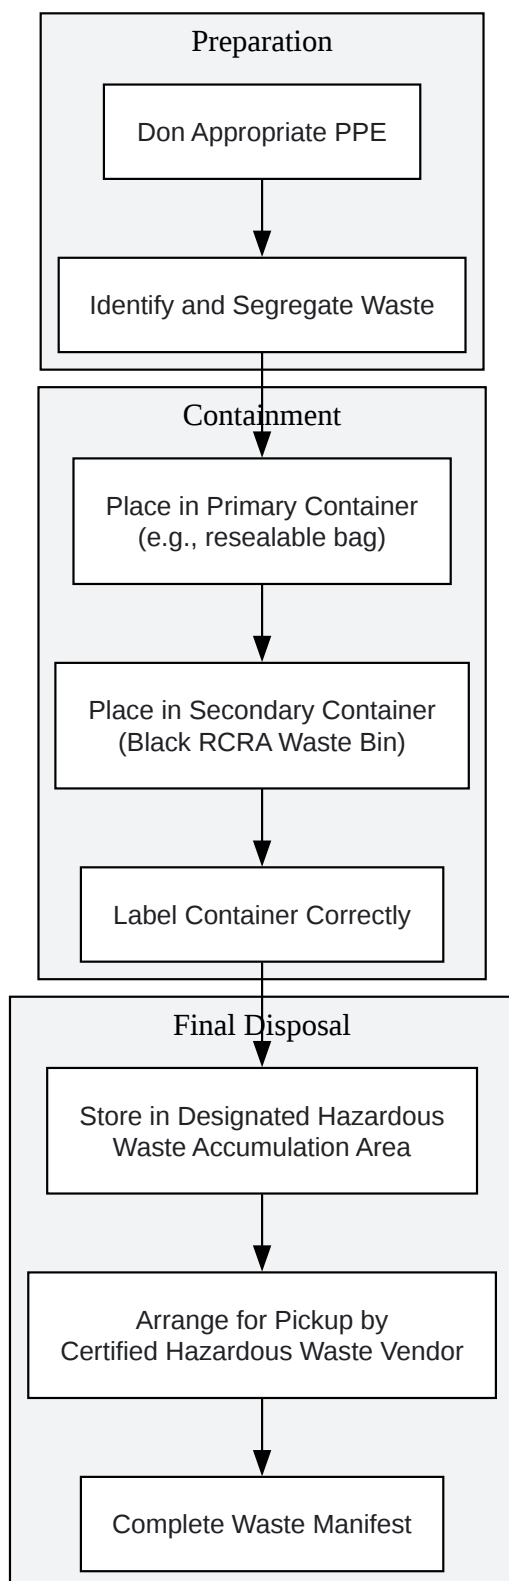 Preparation
Don Appropriate PPE
Identify and Segregate Waste
Containment
Place in Primary Container
(e.g., resealable bag)
Place in Secondary Container
(Black RCRA Waste Bin)
Label Container Correctly
Final Disposal
Store in Designated Hazardous
Waste Accumulation Area
Arrange for Pickup by
Certified Hazardous Waste Vendor
Complete Waste Manifest